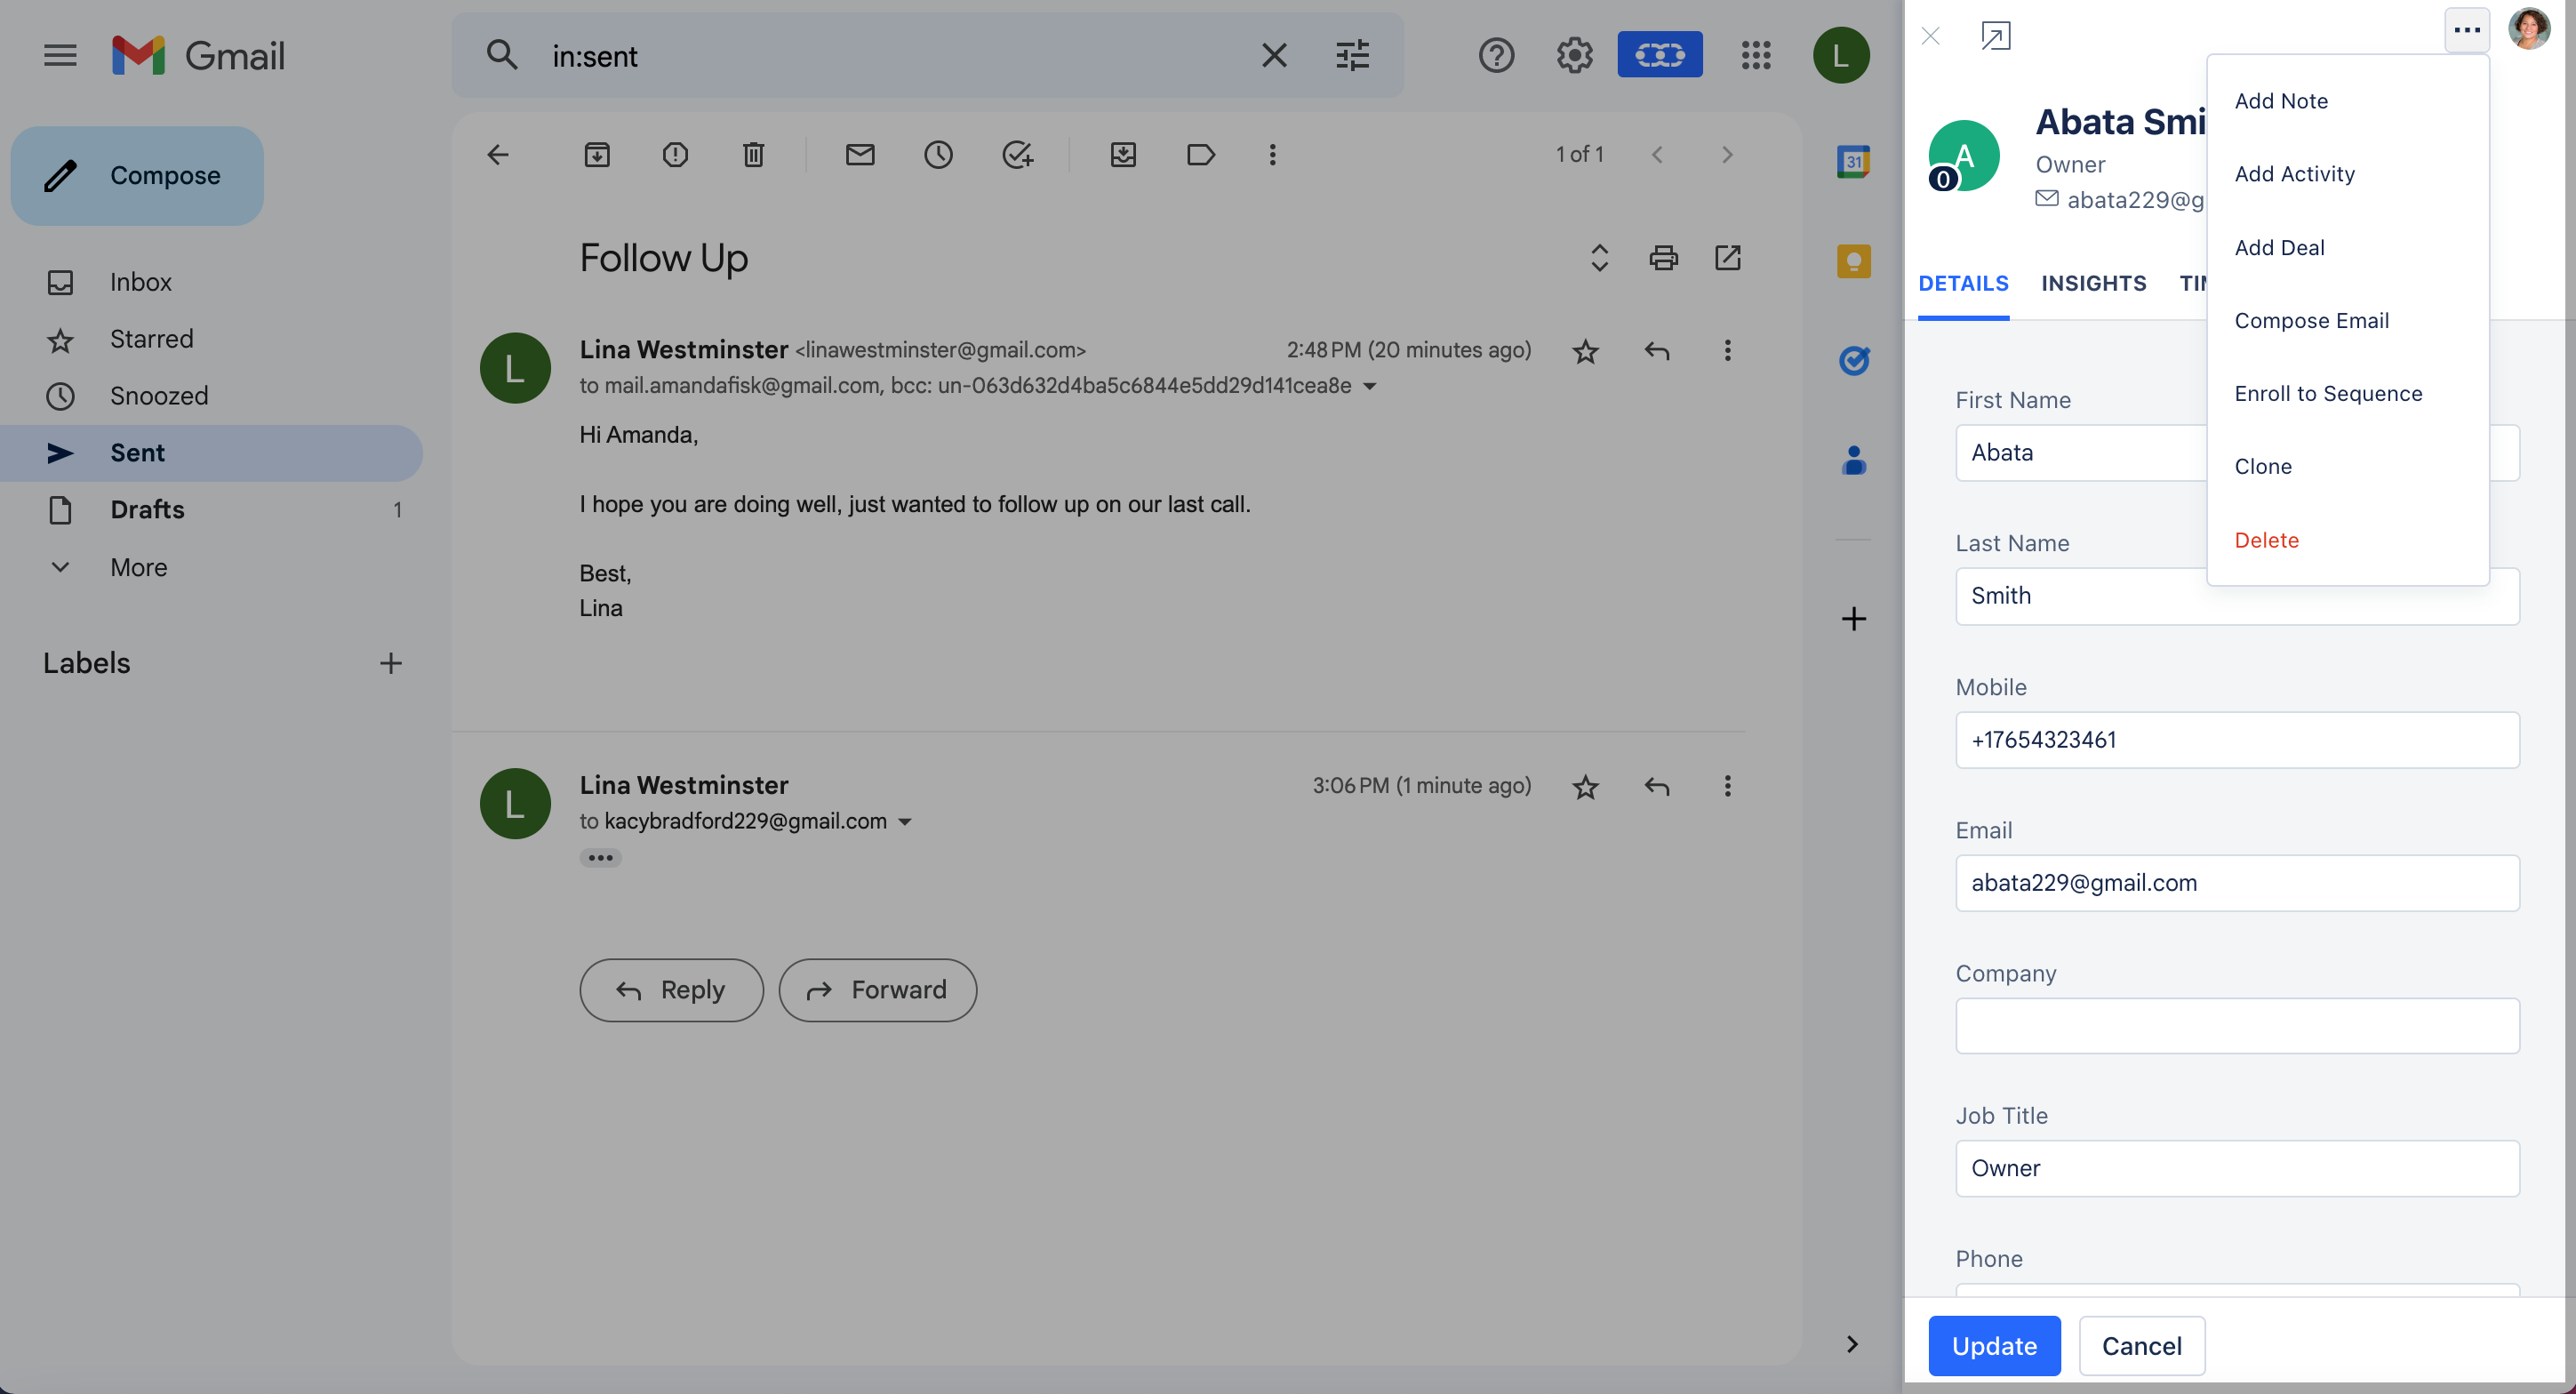 Gmail
in:sent
L
Compose
Inbox
Starred
Snoozed
Sent
Drafts 1
More
Labels
1 of 1
Follow Up
L
Lina Westminster <linawestminster@gmail.com> 2:48 PM (20 minutes ago)
to mail.amandafisk@gmail.com, bcc: un-063d632d4ba5c6844e5dd29d141cea8e
Hi Amanda,
I hope you are doing well, just wanted to follow up on our last call.
Best,
Lina
L
Lina Westminster 3:06 PM (1 minute ago)
to kacybradford229@gmail.com
Reply
Forward
31
A
0
Abata Smi
Owner
abata229@g
DETAILS INSIGHTS TI
Add Note
Add Activity
Add Deal
Compose Email
Enroll to Sequence
Clone
Delete
First Name
Abata
Last Name
Smith
Mobile
+17654323461
Email
abata229@gmail.com
Company
Job Title
Owner
Phone
Update
Cancel